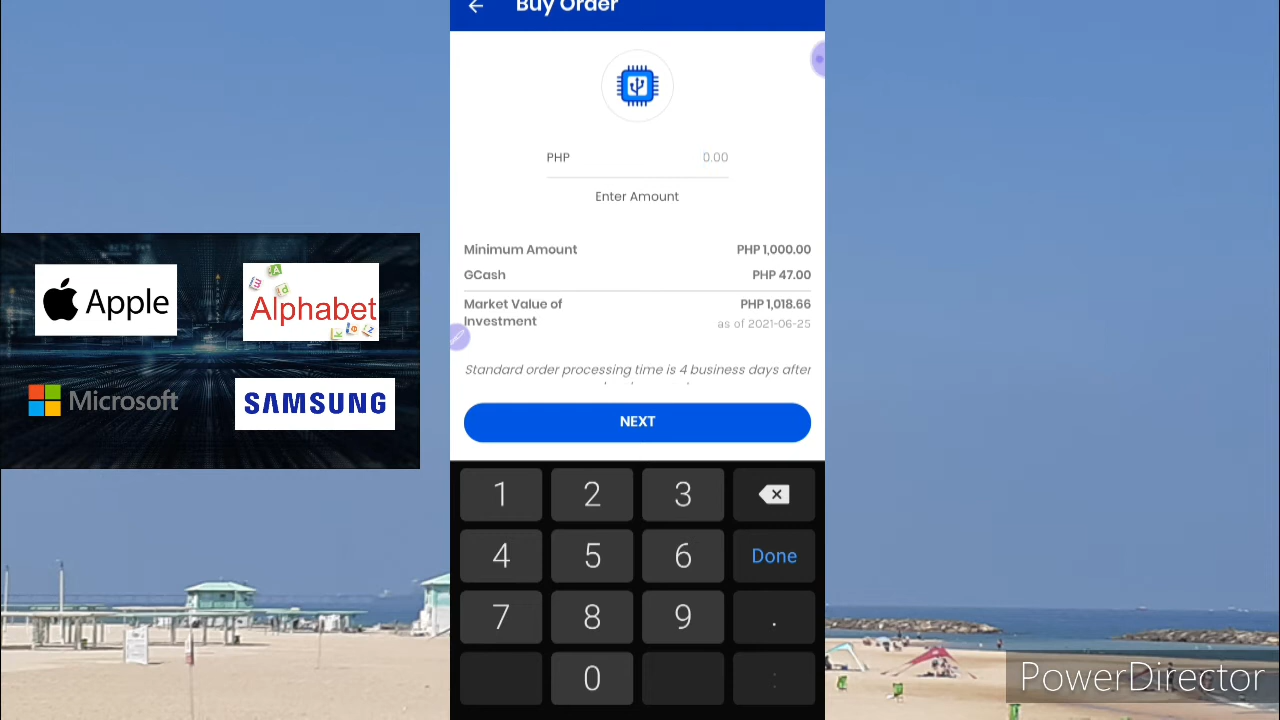 Buy Order
PHP 0.00
Enter Amount
Minimum Amount PHP 1,000.00
GCash PHP 47.00
Market Value of PHP 1,018.66
Investment as of 2021-06-25
Standard order processing time is 4 business days after
NEXT
1 2 3
4 5 6 Done
7 8 9 .
0 :
Apple
Alphabet
Microsoft
SAMSUNG
PowerDirector